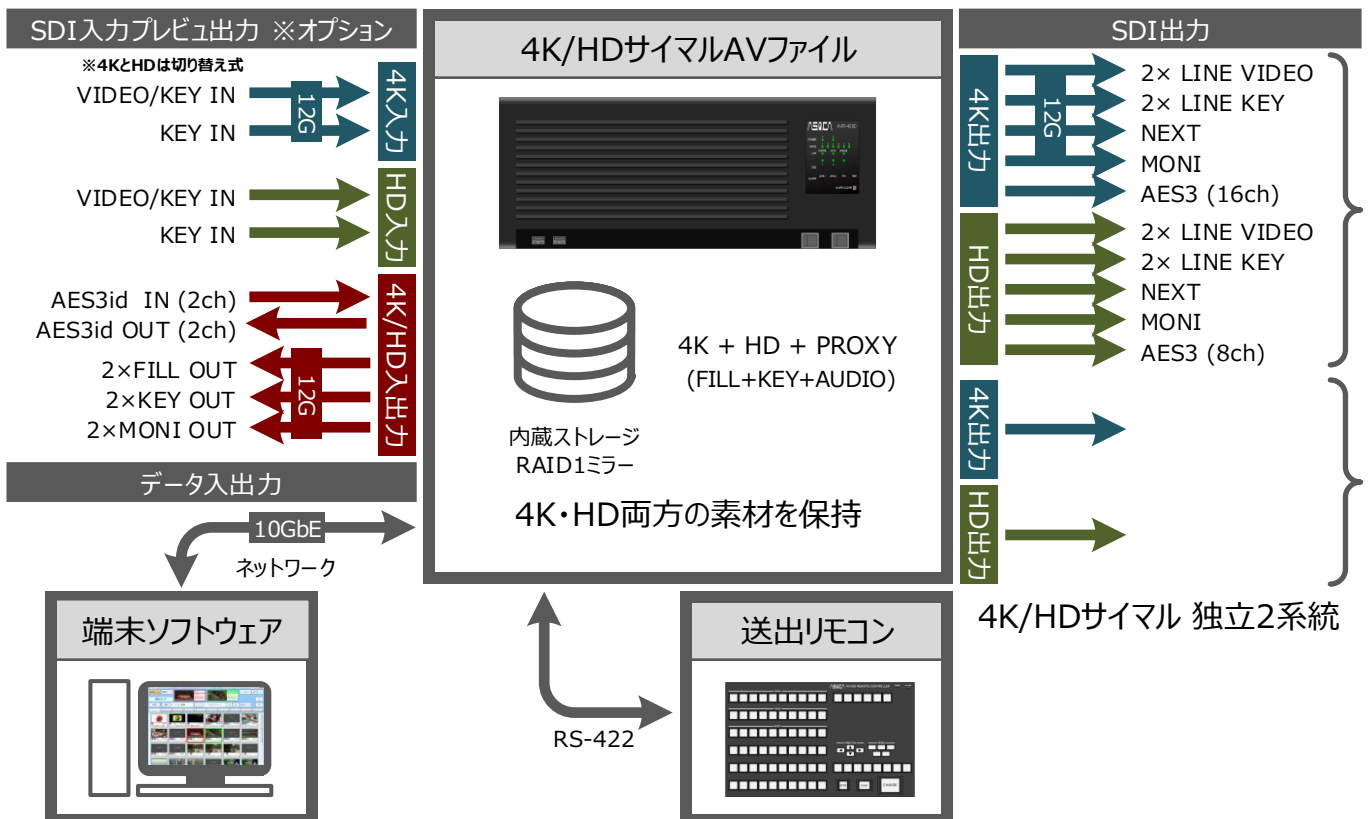 SDI入力プレビュ出力 ※オプション
※4KとHDは切り替え式
VIDEO/KEY IN
KEY IN
12G
4K入力
VIDEO/KEY IN
KEY IN
HD入力
AES3id IN (2ch)
AES3id OUT (2ch)
2×FILL OUT
2×KEY OUT
2×MONI OUT
12G
4K/HD入出力
データ入出力
10GbE
ネットワーク
端末ソフトウェア
4K/HDサイマルAVファイル
ASACA
4K + HD + PROXY
(FILL+KEY+AUDIO)
内蔵ストレージ
RAID1ミラー
4K・HD両方の素材を保持
RS-422
送出リモコン
ASACA
SDI出力
4K出力
12G
2× LINE VIDEO
2× LINE KEY
NEXT
MONI
AES3 (16ch)
HD出力
2× LINE VIDEO
2× LINE KEY
NEXT
MONI
AES3 (8ch)
4K出力
HD出力
4K/HDサイマル 独立2系統